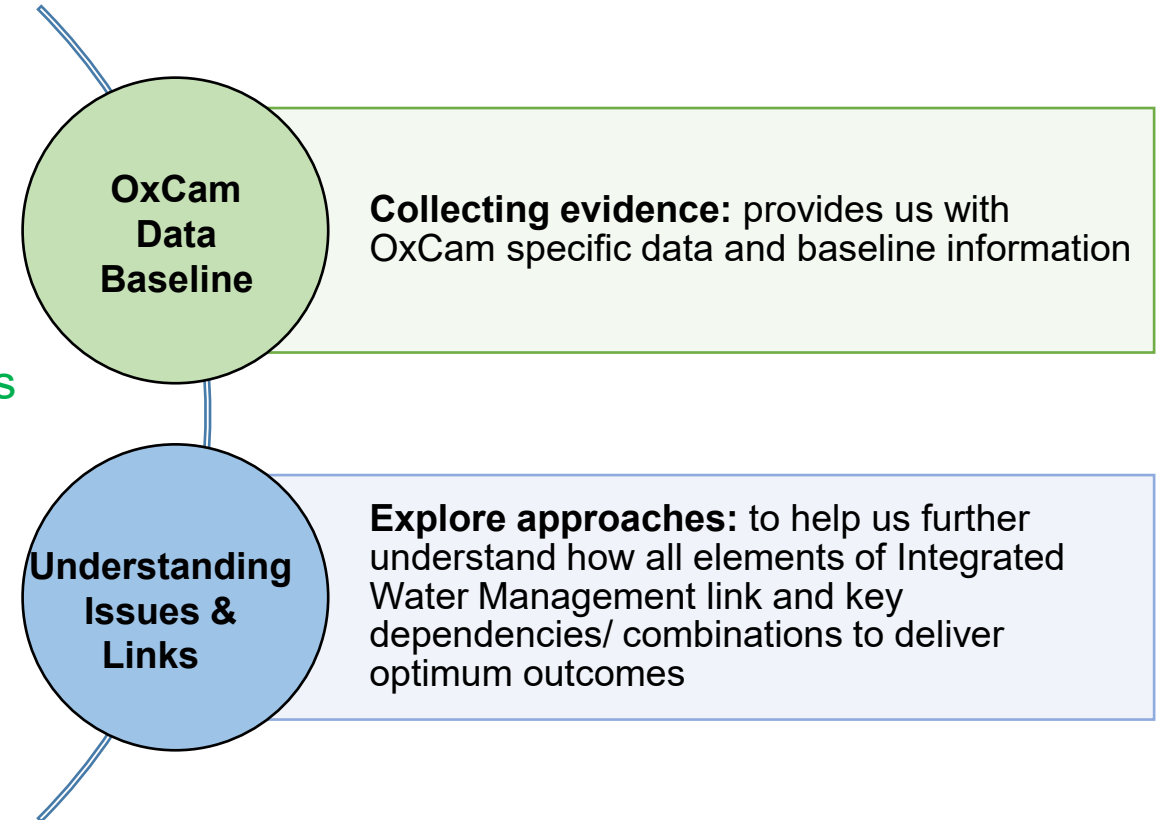 OxCam
Data
Baseline
Collecting evidence: provides us with
OxCam specific data and baseline information
s
Understanding
Issues &
Links
Explore approaches: to help us further
understand how all elements of Integrated
Water Management link and key
dependencies/ combinations to deliver
optimum outcomes